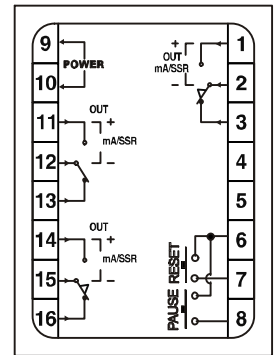 9
POWER
10
11
OUT
+
mA/SSR
12
–
13
14
OUT
+
mA/SSR
15
–
16
+
1
OUT
mA/SSR
–
2
3
4
5
6
RESET
7
PAUSE
8